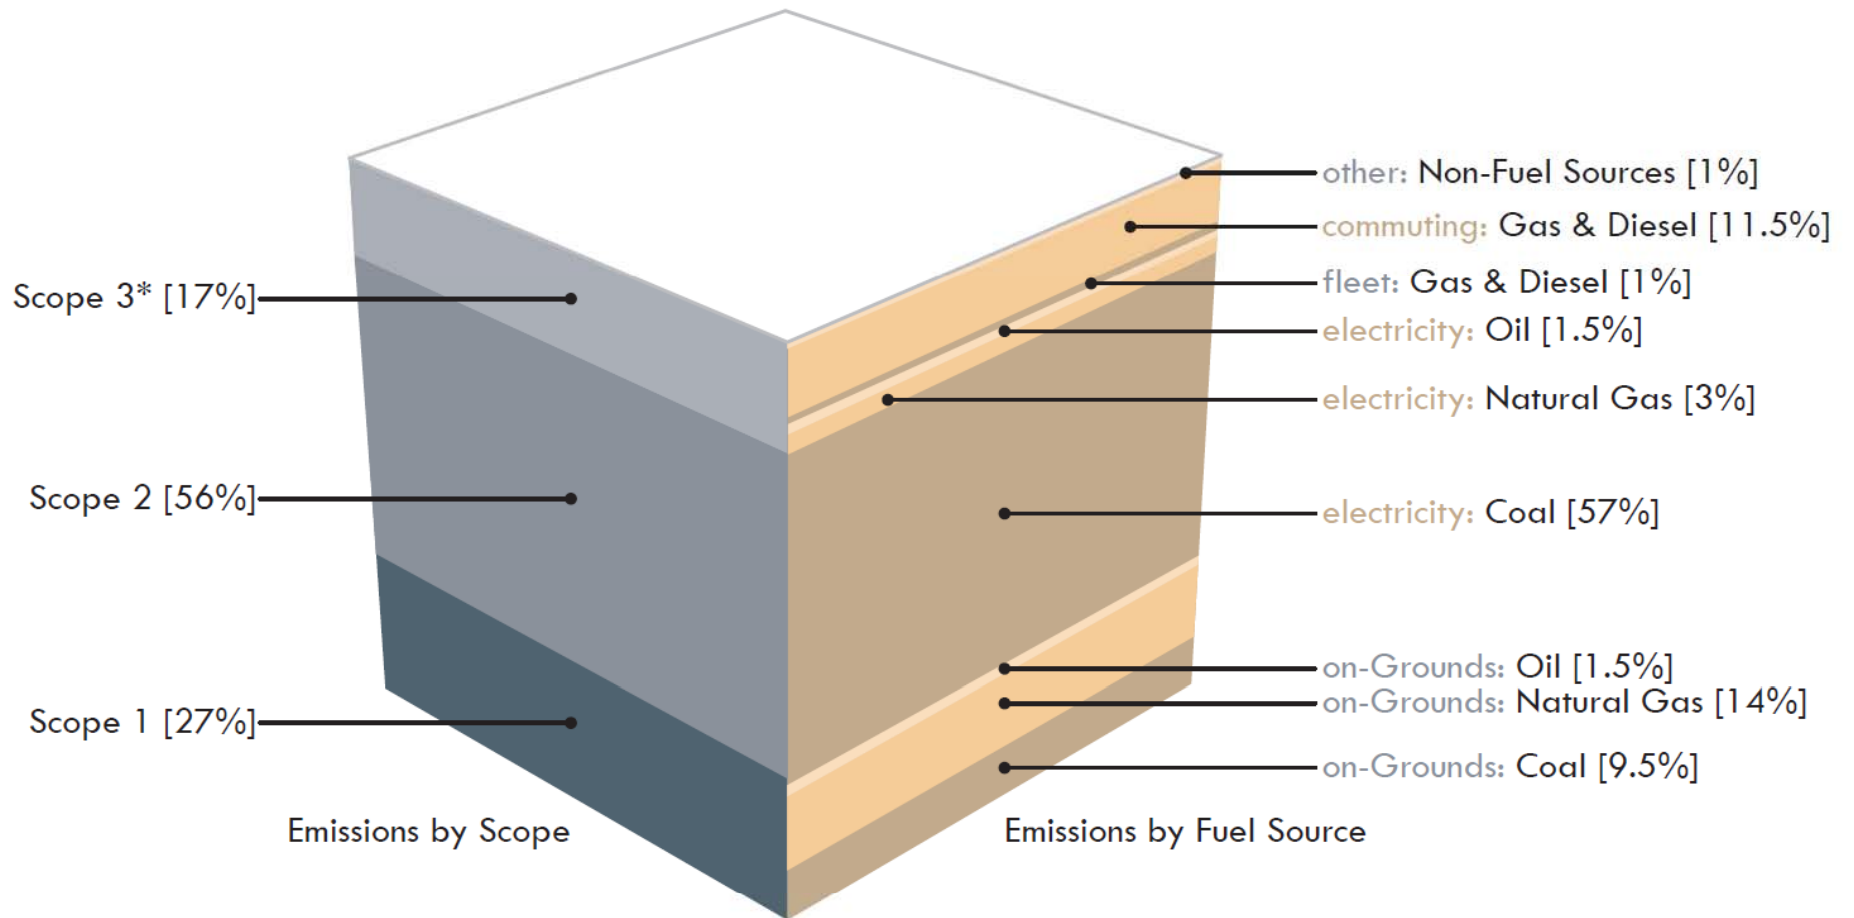 other: Non-Fuel Sources [1%]
commuting: Gas & Diesel [11.5%]
fleet: Gas & Diesel [1%]
Scope 3* [17%]
electricity: Oil [1.5%]
electricity: Natural Gas [3%]
Scope 2 [56%]
electricity: Coal [57%]
on-Grounds: Oil [1.5%]
on-Grounds: Natural Gas [14%]
Scope 1 [27%]
on-Grounds: Coal [9.5%]
Emissions by Scope
Emissions by Fuel Source